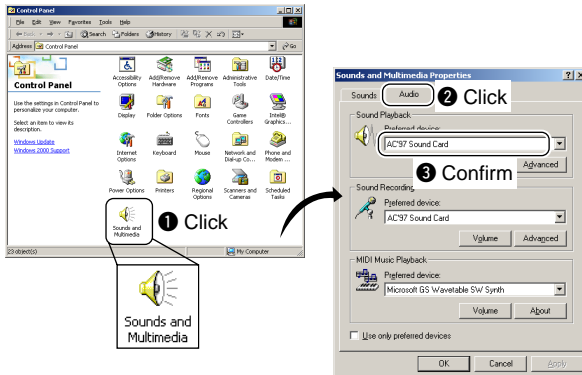 Control Panel
File Edit View Favorites Tools Help
Back Search Folders History
Address Control Panel Go
Control Panel
Use the settings in Control Panel to
personalize your computer.
Select an item to view its
description.
Windows Update
Windows 2000 Support
Accessibility Options
Add/Remove Hardware
Add/Remove Programs
Administrative Tools
Date/Time
Display
Folder Options
Fonts
Game Controllers
Intel® Graphics...
Internet Options
Keyboard
Mouse
Network and Dial-up Co...
Phone and Modem ...
Power Options
Printers
Regional Options
Scanners and Cameras
Scheduled Tasks
Sounds and Multimedia
❶ Click
23 object(s) My Computer
Sounds and
Multimedia
Sounds and Multimedia Properties
Sounds Audio
❷ Click
Sound Playback
Preferred device:
AC'97 Sound Card
❸ Confirm
Advanced
Sound Recording
Preferred device:
AC'97 Sound Card
Volume Advanced
MIDI Music Playback
Preferred device:
Microsoft GS Wavetable SW Synth
Volume About
Use only preferred devices
OK Cancel Apply